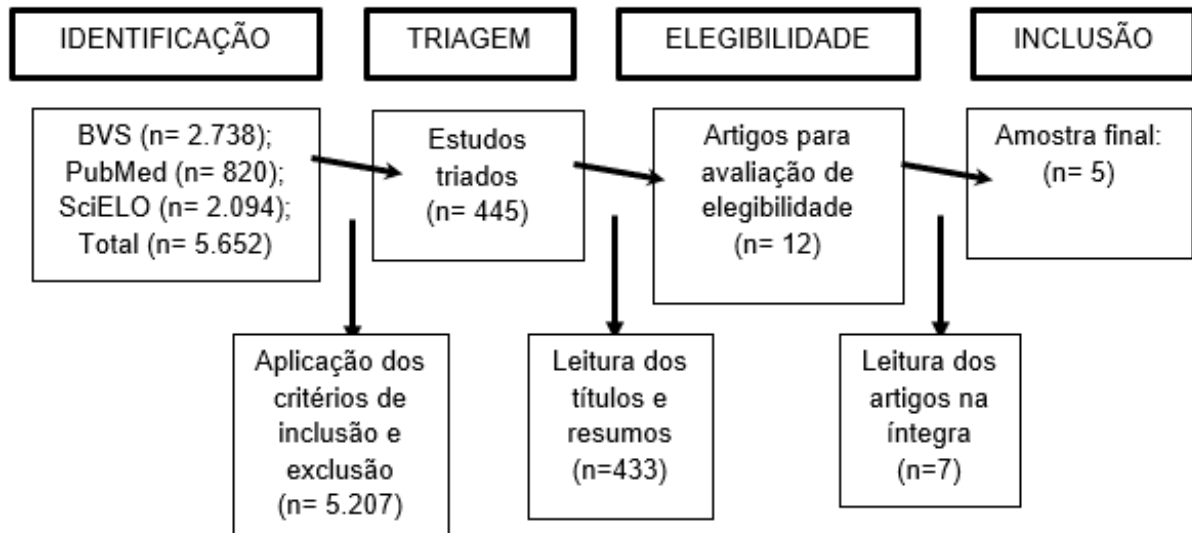 IDENTIFICAÇÃO
TRIAGEM
ELEGIBILIDADE
INCLUSÃO
BVS (n= 2.738);
PubMed (n= 820);
SciELO (n= 2.094);
Total (n= 5.652)
Estudos
triados
(n= 445)
Artigos para
avaliação de
elegibilidade
(n= 12)
Amostra final:
(n= 5)
Aplicação dos
critérios de
inclusão e
exclusão
(n= 5.207)
Leitura dos
títulos e
resumos
(n=433)
Leitura dos
artigos na
íntegra
(n=7)